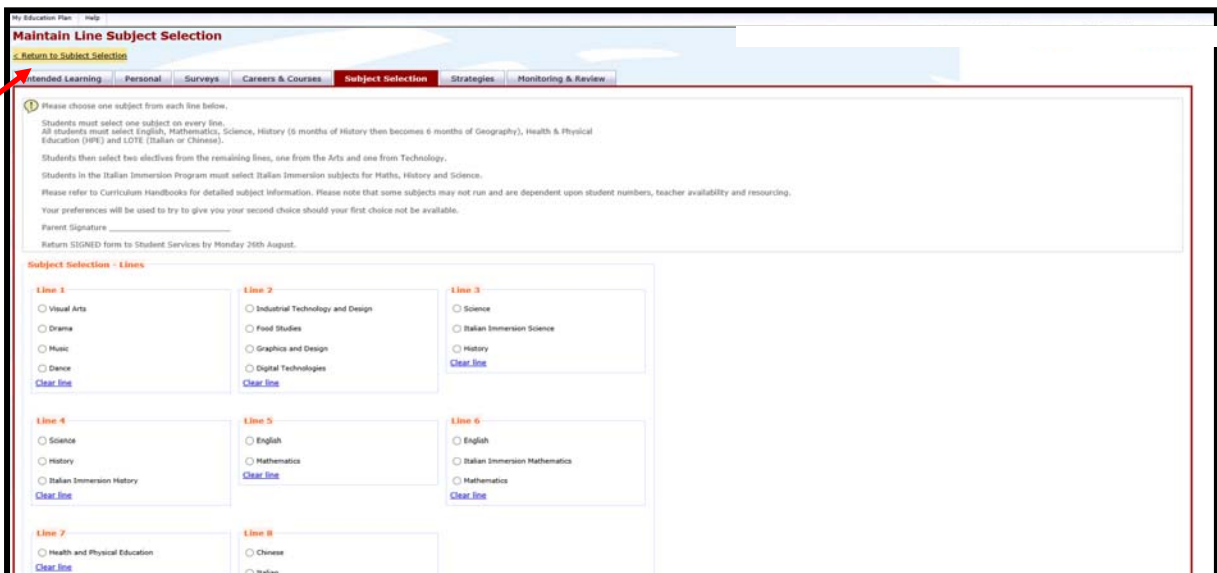 My Education Plan Help
Maintain Line Subject Selection
< Return to Subject Selection
ntended Learning Personal Surveys Careers & Courses Subject Selection Strategies Monitoring & Review
Please choose one subject from each line below.
Students must select one subject on every line.
All students must select English, Mathematics, Science, History (6 months of History then becomes 6 months of Geography), Health & Physical
Education (HPE) and LOTE (Italian or Chinese).
Students then select two electives from the remaining lines, one from the Arts and one from Technology.
Students in the Italian Immersion Program must select Italian Immersion subjects for Maths, History and Science.
Please refer to Curriculum Handbooks for detailed subject information. Please note that some subjects may not run and are dependent upon student numbers, teacher availability and resourcing.
Your preferences will be used to try to give you your second choice should your first choice not be available.
Parent Signature ____________________
Return SIGNED form to Student Services by Monday 26th August.
Subject Selection - Lines
Line 1
Visual Arts
Drama
Music
Dance
Clear line
Line 2
Industrial Technology and Design
Food Studies
Graphics and Design
Digital Technologies
Clear line
Line 3
Science
Italian Immersion Science
History
Clear line
Line 4
Science
History
Italian Immersion History
Clear line
Line 5
English
Mathematics
Clear line
Line 6
English
Italian Immersion Mathematics
Mathematics
Clear line
Line 7
Health and Physical Education
Clear line
Line 8
Chinese
Italian